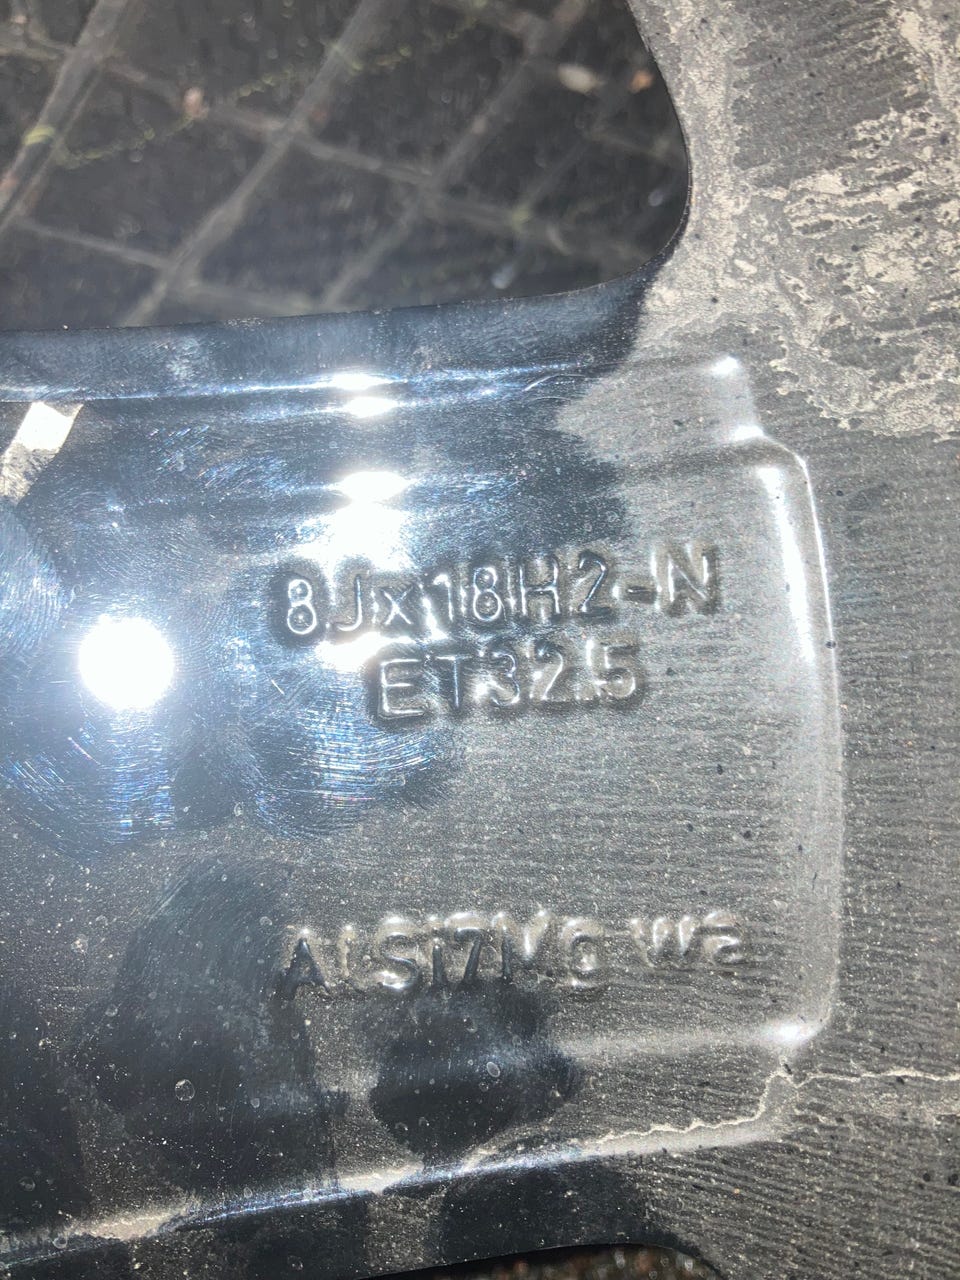 8Jx18H2-N
ET32.5
AlSi7Mg wa